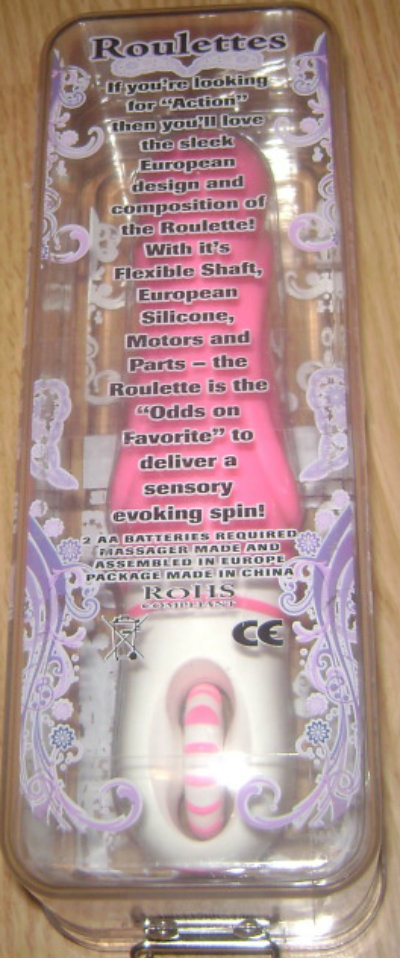 Roulettes
If you're looking
for "Action"
then you'll love
the sleek
European
design and
composition of
the Roulette!
With it's
Flexible Shaft,
European
Silicone,
Motors and
Parts – the
Roulette is the
"Odds on
Favorite" to
deliver a
sensory
evoking spin!
2 AA BATTERIES REQUIRED
MASSAGER MADE AND
ASSEMBLED IN EUROPE
PACKAGE MADE IN CHINA
ROHS
COMPLIANT
CE